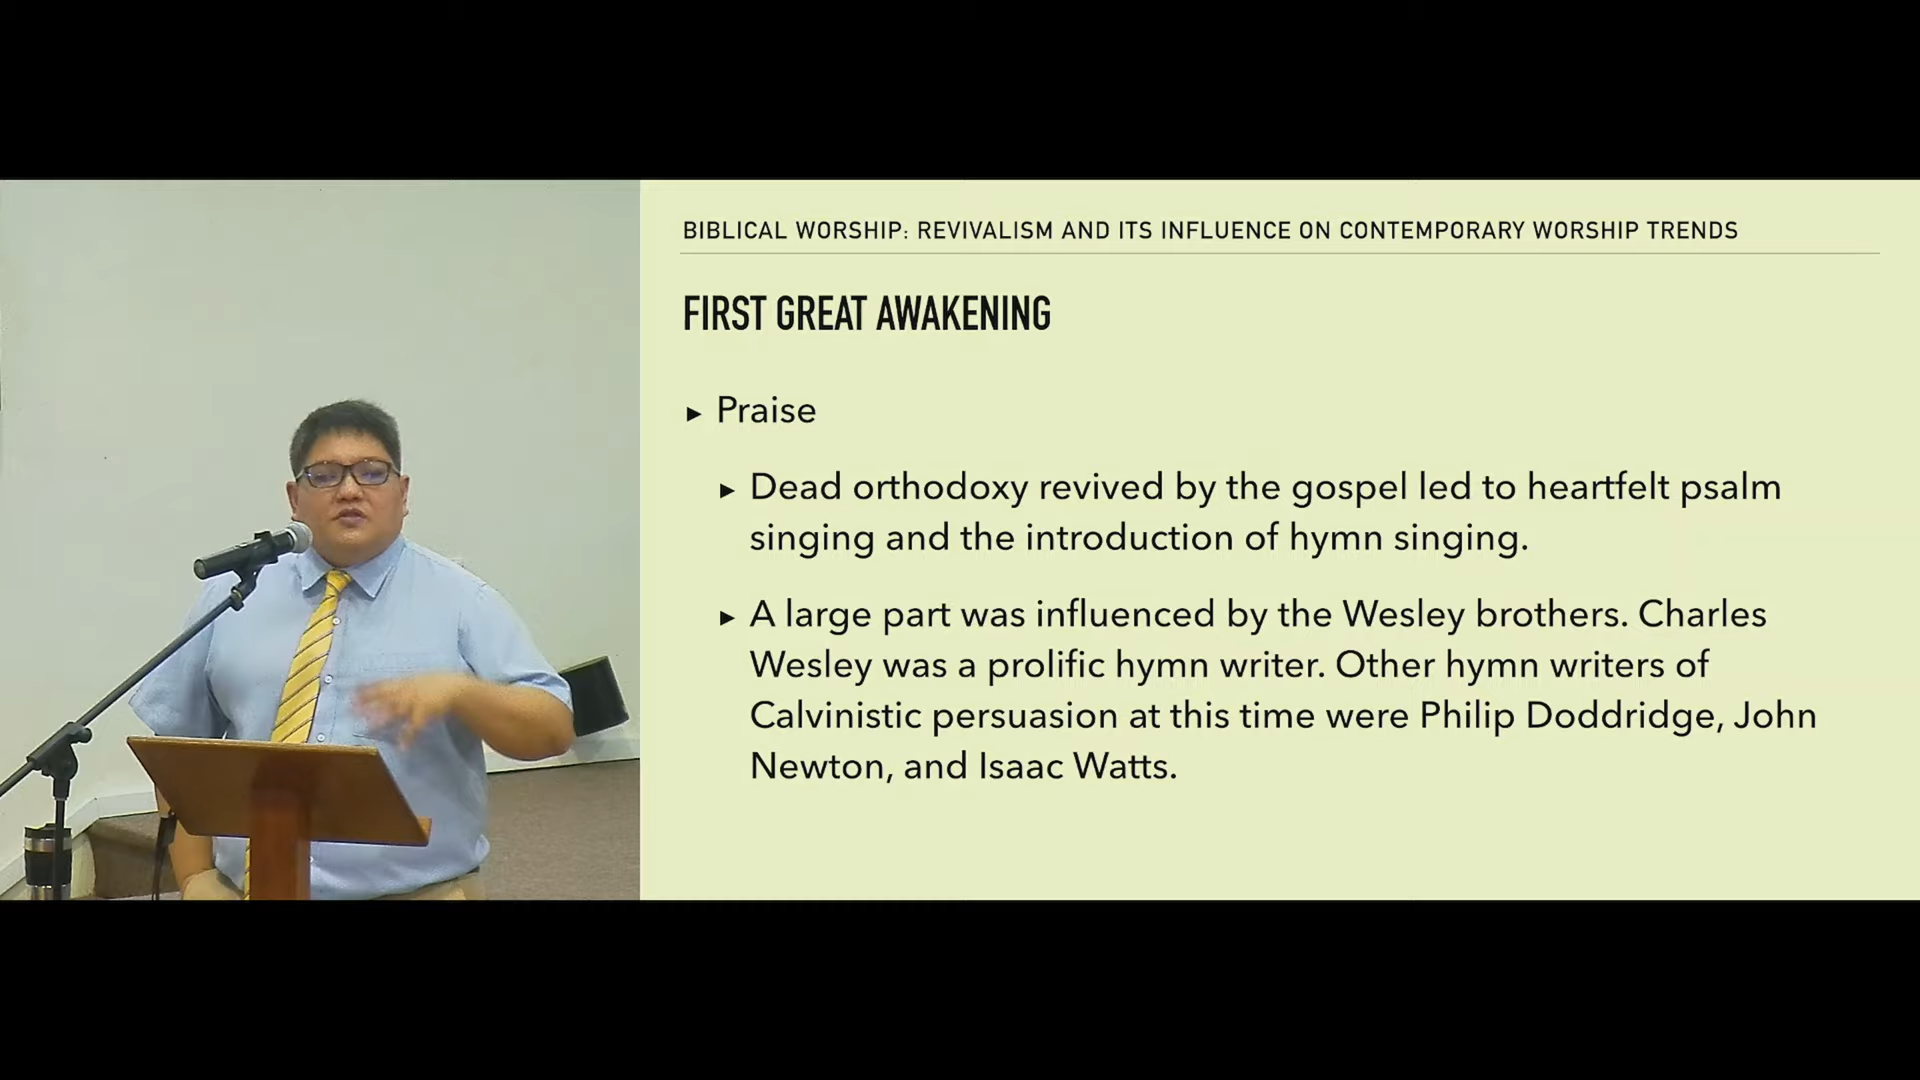 BIBLICAL WORSHIP: REVIVALISM AND ITS INFLUENCE ON CONTEMPORARY WORSHIP TRENDS
FIRST GREAT AWAKENING
▸ Praise
▸ Dead orthodoxy revived by the gospel led to heartfelt psalm
singing and the introduction of hymn singing.
▸ A large part was influenced by the Wesley brothers. Charles
Wesley was a prolific hymn writer. Other hymn writers of
Calvinistic persuasion at this time were Philip Doddridge, John
Newton, and Isaac Watts.